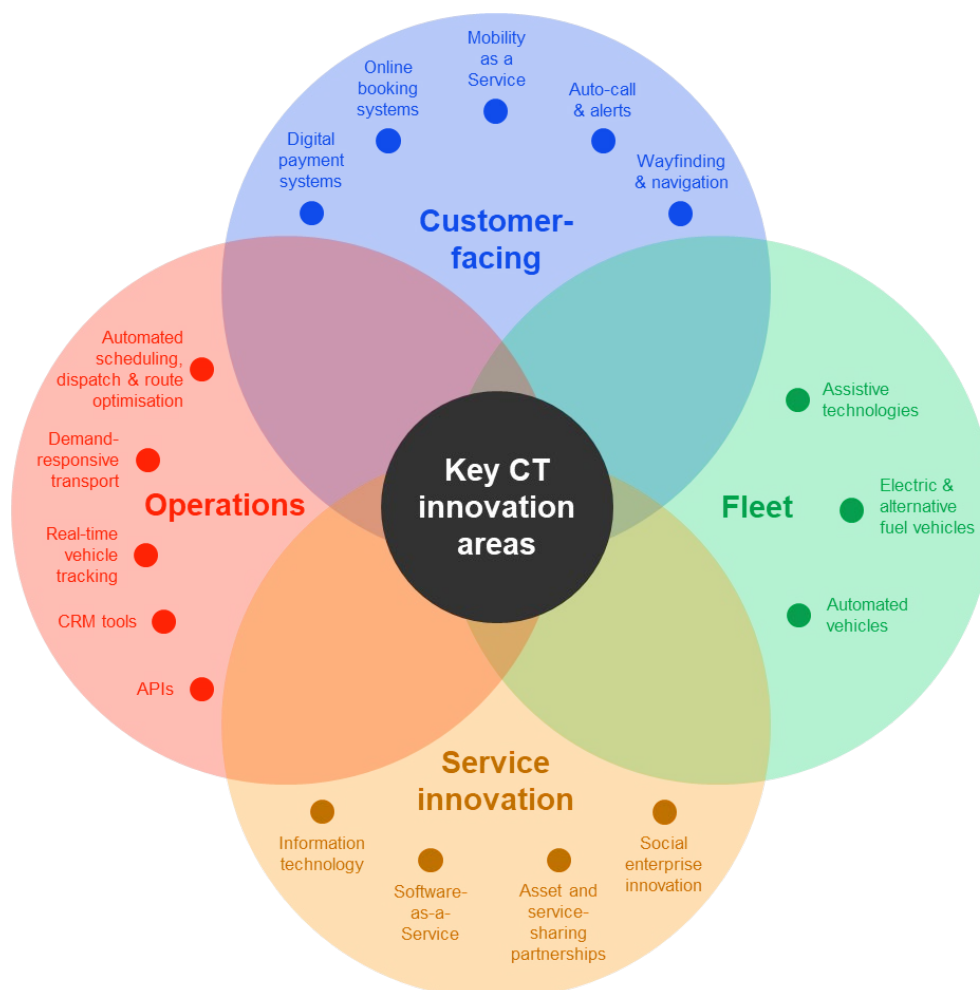 Mobility
as a
Service
Online
booking
systems
Auto-call
& alerts
Digital
payment
systems
Wayfinding
& navigation
Customer-
facing
Automated
scheduling,
dispatch & route
optimisation
Demand-
responsive
transport
Operations
Real-time
vehicle
tracking
CRM tools
APIs
Key CT
innovation
areas
Assistive
technologies
Fleet
Electric &
alternative
fuel vehicles
Automated
vehicles
Service
innovation
Information
technology
Software-
as-a-
Service
Asset and
service-
sharing
partnerships
Social
enterprise
innovation